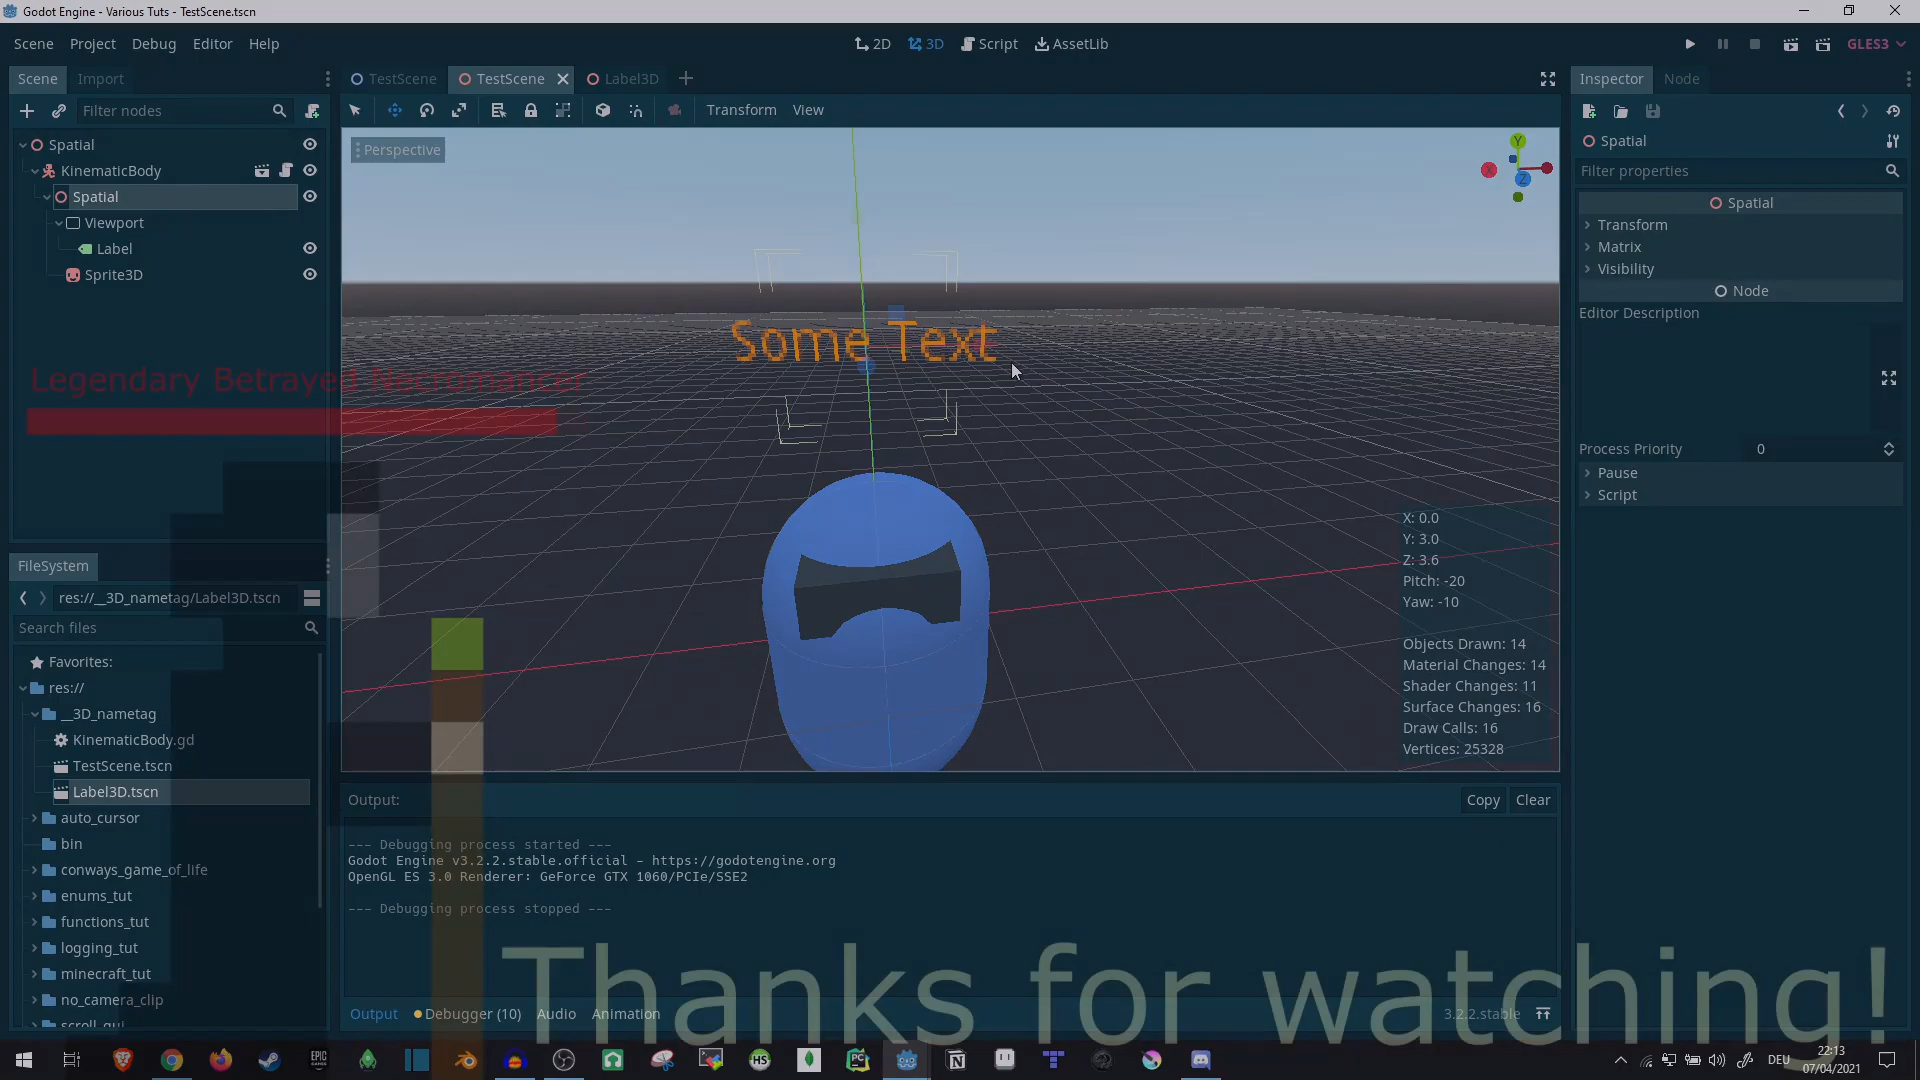 Godot Engine - Various Tuts - TestScene.tscn
Scene Project Debug Editor Help
2D 3D Script AssetLib
GLES3
Scene Import
TestScene TestScene Label3D
Inspector Node
Filter nodes
Transform View
Spatial
KinematicBody
Spatial
Viewport
Label
Sprite3D
Perspective
Y
X
Z
Some Text
Legendary Betrayed Necromancer
X: 0.0
Y: 3.0
Z: 3.6
Pitch: -20
Yaw: -10
Objects Drawn: 14
Material Changes: 14
Shader Changes: 11
Surface Changes: 16
Draw Calls: 16
Vertices: 25328
Spatial
Filter properties
Spatial
Transform
Matrix
Visibility
Node
Editor Description
Process Priority 0
Pause
Script
FileSystem
res://__3D_nametag/Label3D.tscn
Search files
Favorites:
res://
__3D_nametag
KinematicBody.gd
TestScene.tscn
Label3D.tscn
auto_cursor
bin
conways_game_of_life
enums_tut
functions_tut
logging_tut
minecraft_tut
no_camera_clip
scroll_gui
Output:
Copy Clear
--- Debugging process started ---
Godot Engine v3.2.2.stable.official - https://godotengine.org
OpenGL ES 3.0 Renderer: GeForce GTX 1060/PCIe/SSE2
--- Debugging process stopped ---
Thanks for watching!
Output Debugger (10) Audio Animation
3.2.2.stable
EPIC
HS
PC
DEU
22:13
07/04/2021